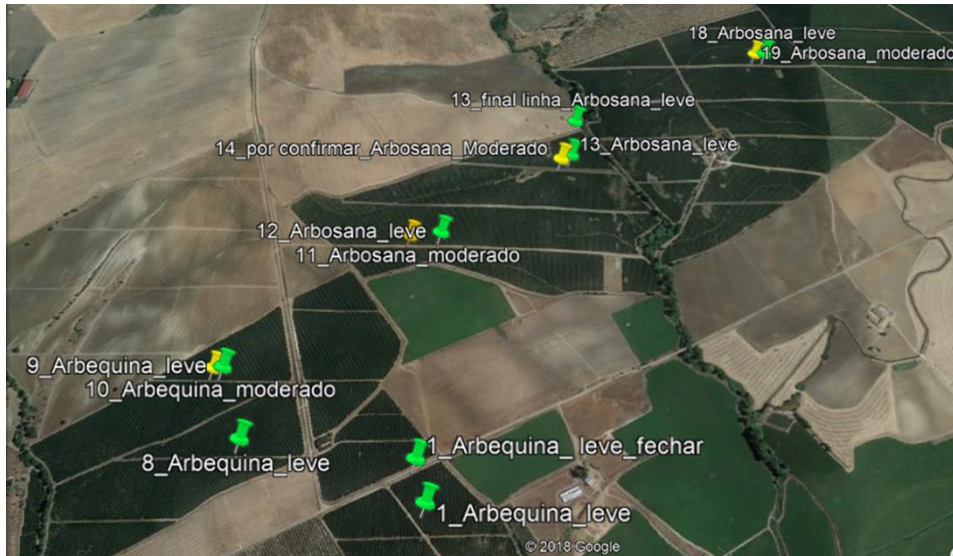 18_Arbosana_leve
19_Arbosana_moderado
13_final linha_Arbosana_leve
14_por confirmar_Arbosana_Moderado
13_Arbosana_leve
12_Arbosana_leve
11_Arbosana_moderado
9_Arbequina_leve
10_Arbequina_moderado
8_Arbequina_leve
1_Arbequina_ leve_fechar
1_Arbequina_leve
© 2018 Google